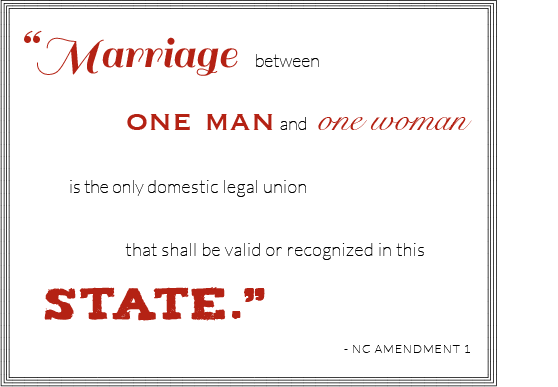 “Marriage between
ONE MAN and one woman
is the only domestic legal union
that shall be valid or recognized in this
STATE.”
- NC AMENDMENT 1